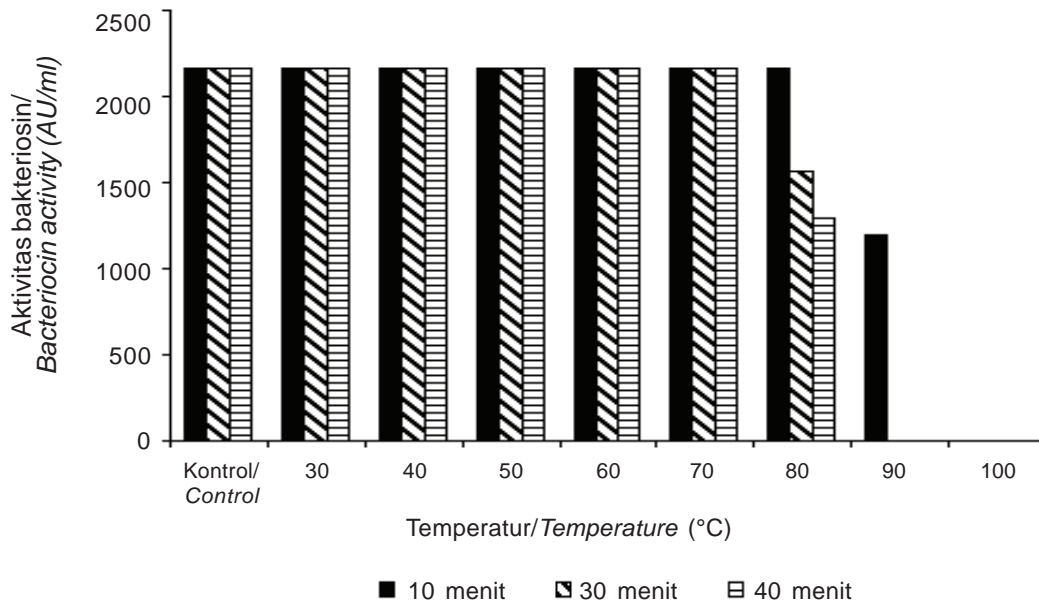 Aktivitas bakteriosin/
Bacteriocin activity (AU/ml)
2500
2000
1500
1000
500
0
Kontrol/
Control
30 40 50 60 70 80 90 100
Temperatur/Temperature (°C)
10 menit 30 menit 40 menit